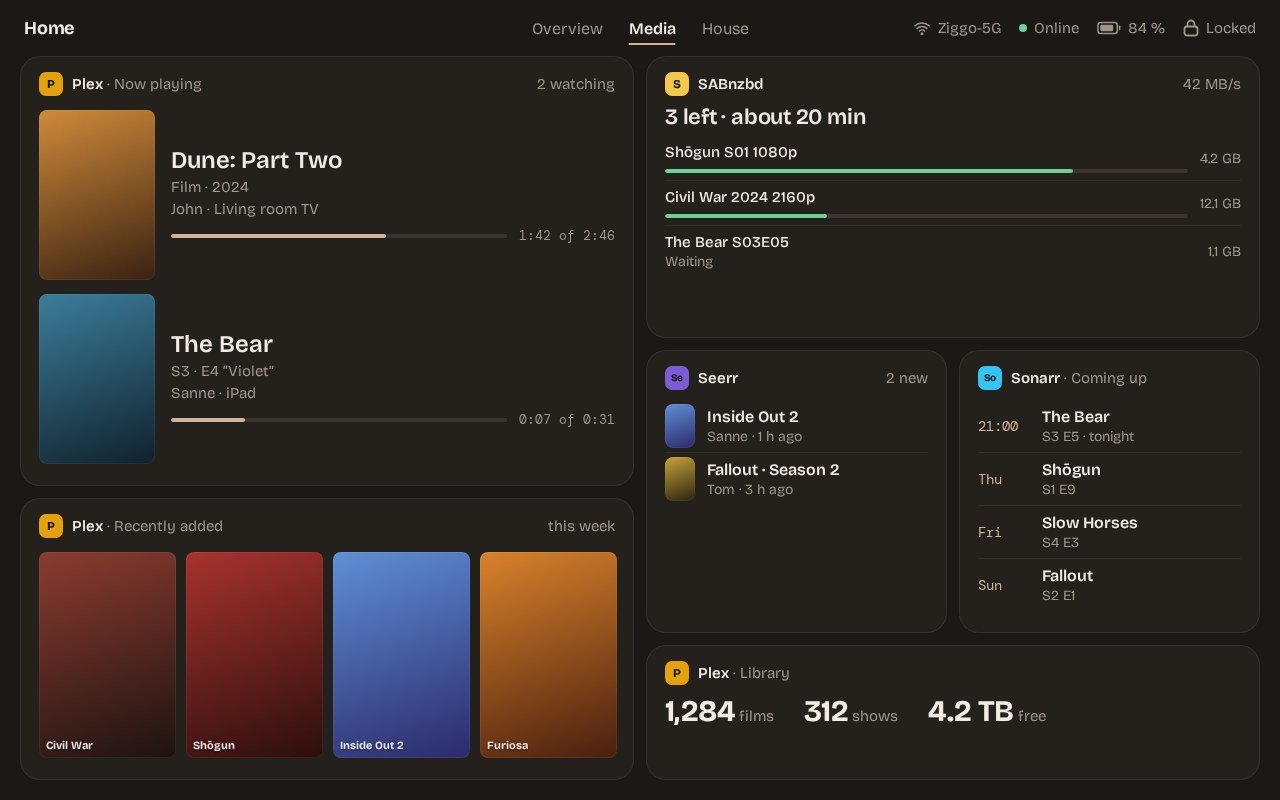 Home
Overview
Media
House
Ziggo-5G
Online
84 %
Locked
P
Plex · Now playing
2 watching
Dune: Part Two
Film · 2024
John · Living room TV
1:42 of 2:46
The Bear
S3 · E4 "Violet"
Sanne · iPad
0:07 of 0:31
P
Plex · Recently added
this week
Civil War
Shōgun
Inside Out 2
Furiosa
S
SABnzbd
42 MB/s
3 left · about 20 min
Shōgun S01 1080p
4.2 GB
Civil War 2024 2160p
12.1 GB
The Bear S03E05
Waiting
1.1 GB
Se
Seerr
2 new
Inside Out 2
Sanne · 1 h ago
Fallout · Season 2
Tom · 3 h ago
So
Sonarr · Coming up
21:00
The Bear
S3 E5 · tonight
Thu
Shōgun
S1 E9
Fri
Slow Horses
S4 E3
Sun
Fallout
S2 E1
P
Plex · Library
1,284 films
312 shows
4.2 TB free